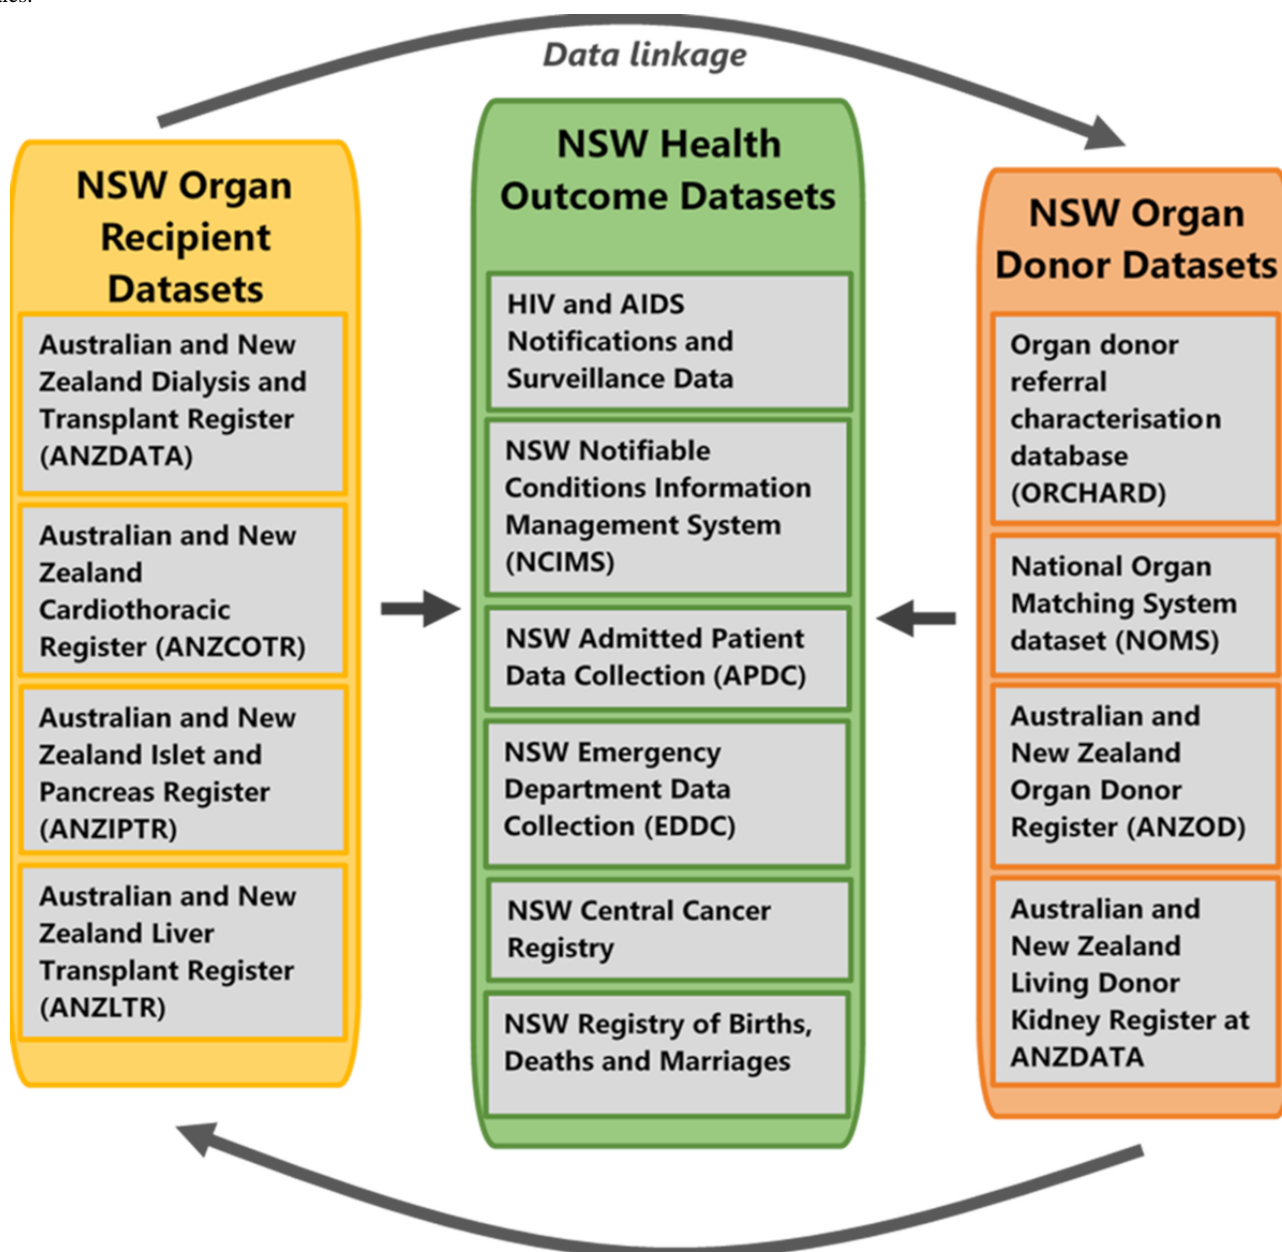 Data linkage
NSW Organ
Recipient
Datasets
Australian and New
Zealand Dialysis and
Transplant Register
(ANZDATA)
Australian and New
Zealand
Cardiothoracic
Register (ANZCOTR)
Australian and New
Zealand Islet and
Pancreas Register
(ANZIPTR)
Australian and New
Zealand Liver
Transplant Register
(ANZLTR)
NSW Health
Outcome Datasets
HIV and AIDS
Notifications and
Surveillance Data
NSW Notifiable
Conditions Information
Management System
(NCIMS)
NSW Admitted Patient
Data Collection (APDC)
NSW Emergency
Department Data
Collection (EDDC)
NSW Central Cancer
Registry
NSW Registry of Births,
Deaths and Marriages
NSW Organ
Donor Datasets
Organ donor
referral
characterisation
database
(ORCHARD)
National Organ
Matching System
dataset (NOMS)
Australian and
New Zealand
Organ Donor
Register (ANZOD)
Australian and
New Zealand
Living Donor
Kidney Register at
ANZDATA